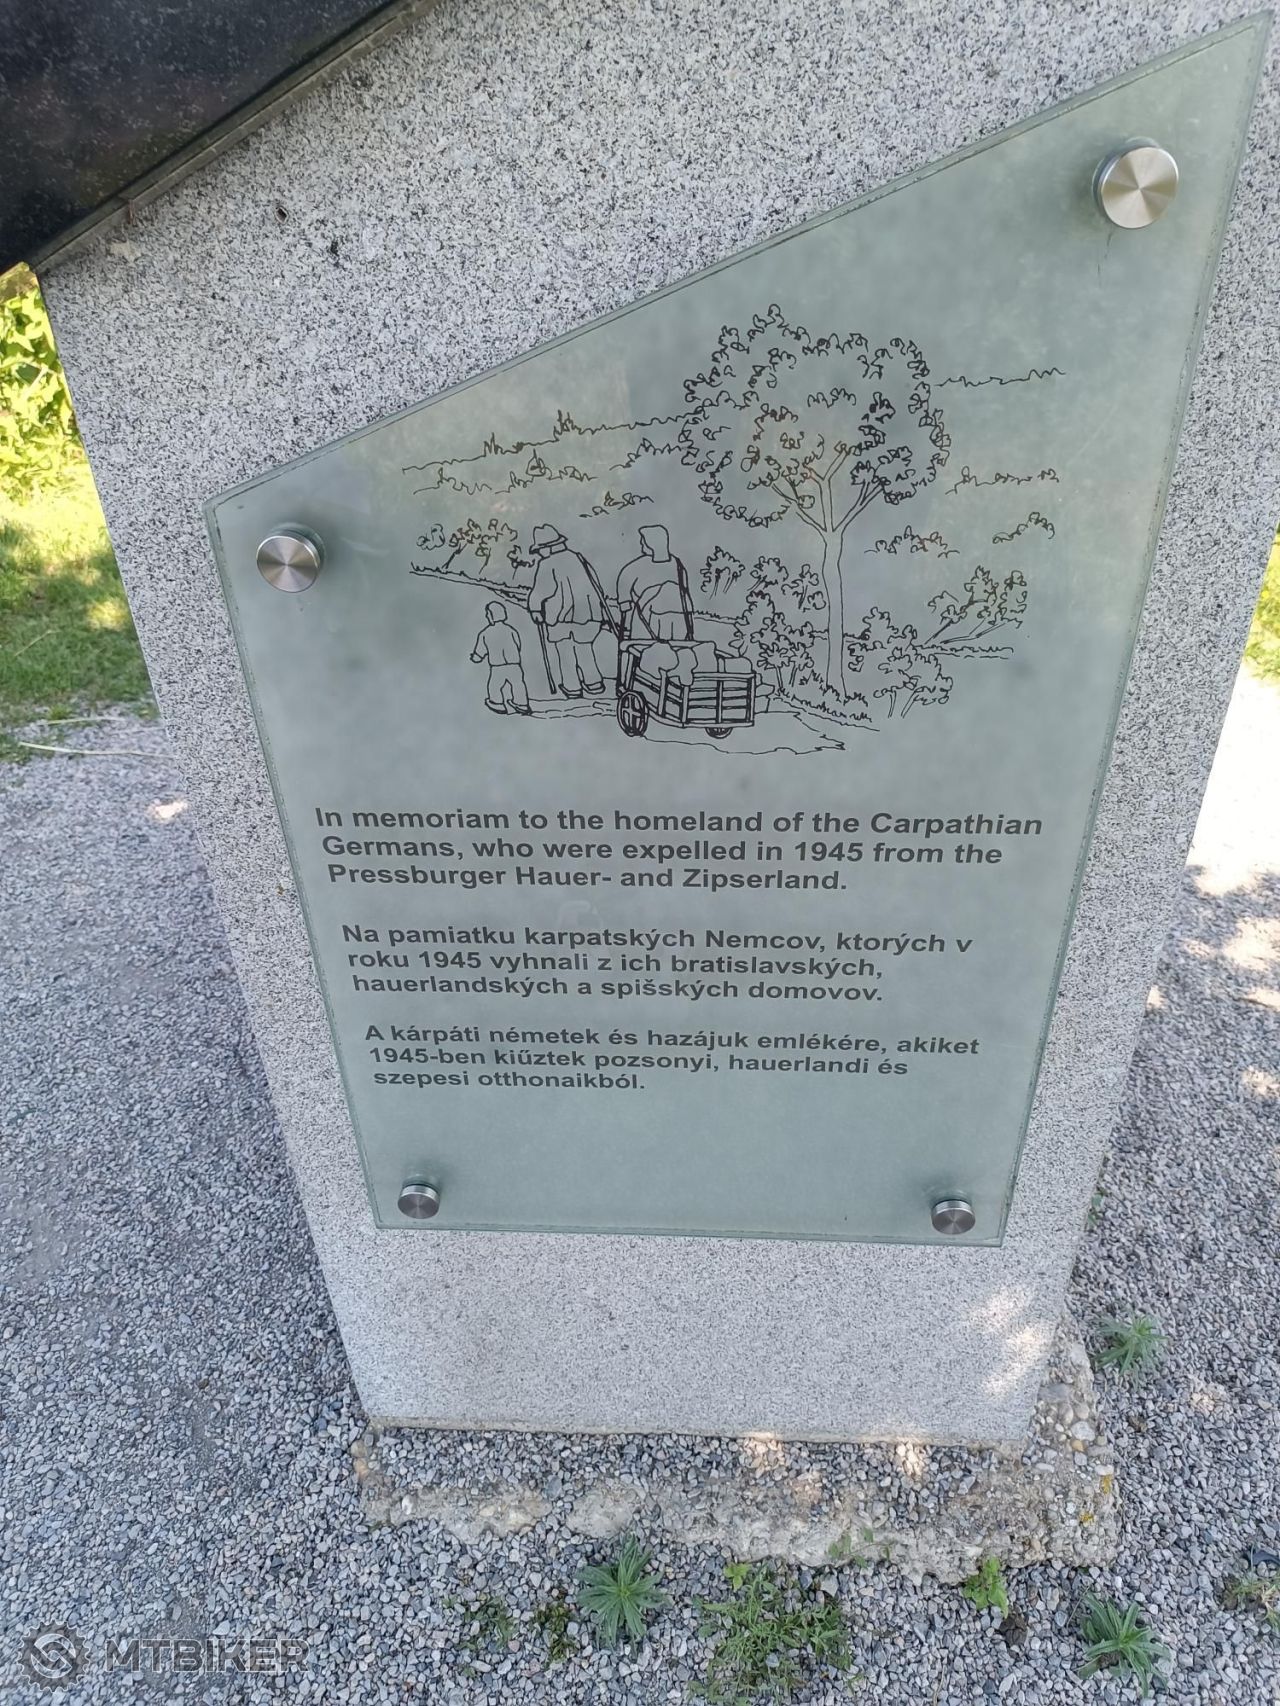 In memoriam to the homeland of the Carpathian
Germans, who were expelled in 1945 from the
Pressburger Hauer- and Zipserland.
Na pamiatku karpatských Nemcov, ktorých v
roku 1945 vyhnali z ich bratislavských,
hauerlandských a spišských domovov.
A kárpáti németek és hazájuk emlékére, akiket
1945-ben kiűztek pozsonyi, hauerlandi és
szepesi otthonaikból.
MTBIKER